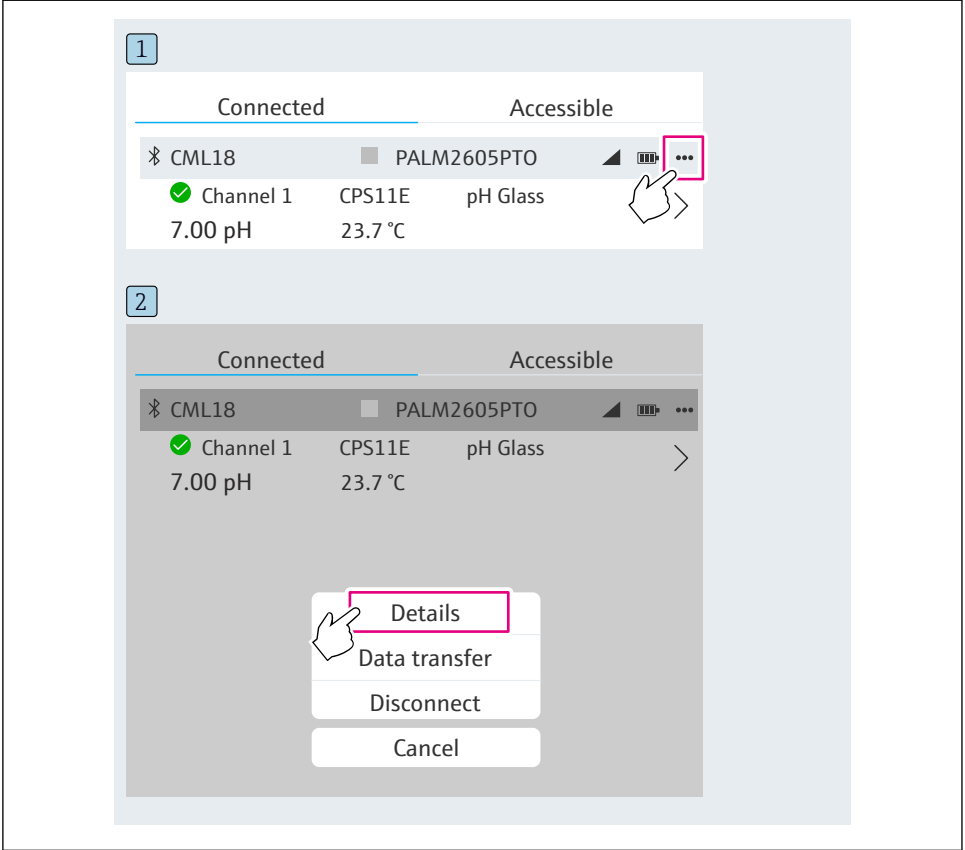 1
Connected Accessible
CML18 PALM2605PTO •••
Channel 1 CPS11E pH Glass
7.00 pH 23.7 °C
2
Connected Accessible
CML18 PALM2605PTO •••
Channel 1 CPS11E pH Glass
7.00 pH 23.7 °C
Details
Data transfer
Disconnect
Cancel